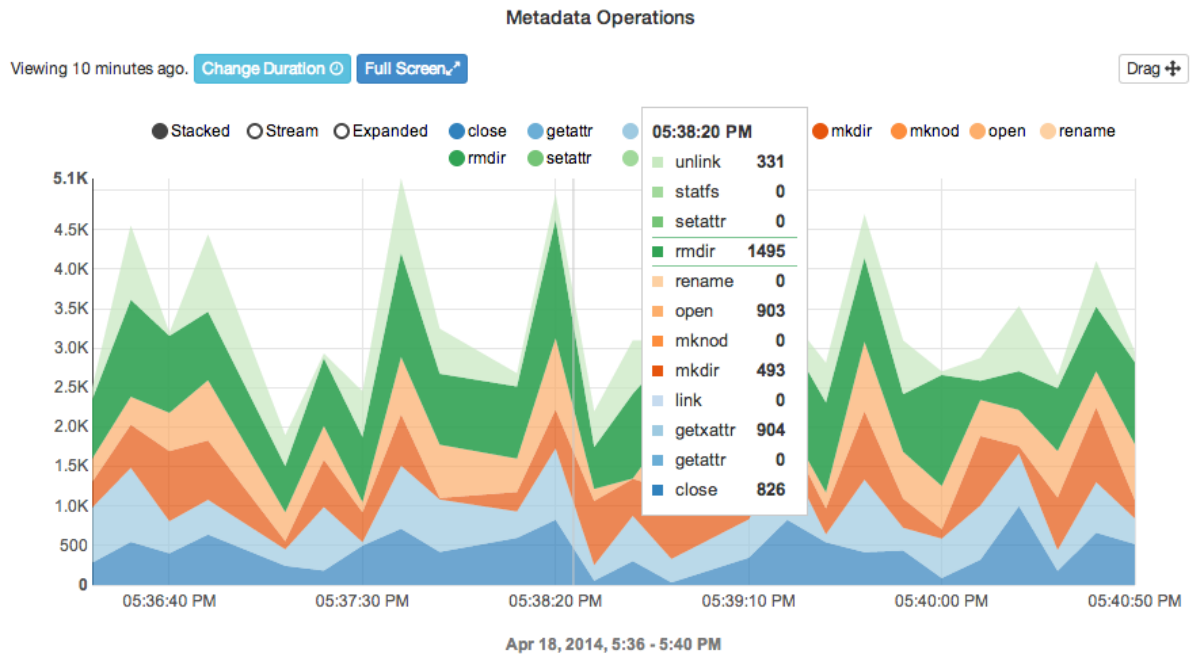 Metadata Operations
Viewing 10 minutes ago. Change Duration Full Screen Drag
Stacked Stream Expanded close getattr mkdir mknod open rename
rmdir setattr
05:38:20 PM
unlink 331
statfs 0
setattr 0
rmdir 1495
rename 0
open 903
mknod 0
mkdir 493
link 0
getxattr 904
getattr 0
close 826
5.1K
4.5K
4.0K
3.5K
3.0K
2.5K
2.0K
1.5K
1.0K
500
0
05:36:40 PM 05:37:30 PM 05:38:20 PM 05:39:10 PM 05:40:00 PM 05:40:50 PM
Apr 18, 2014, 5:36 - 5:40 PM